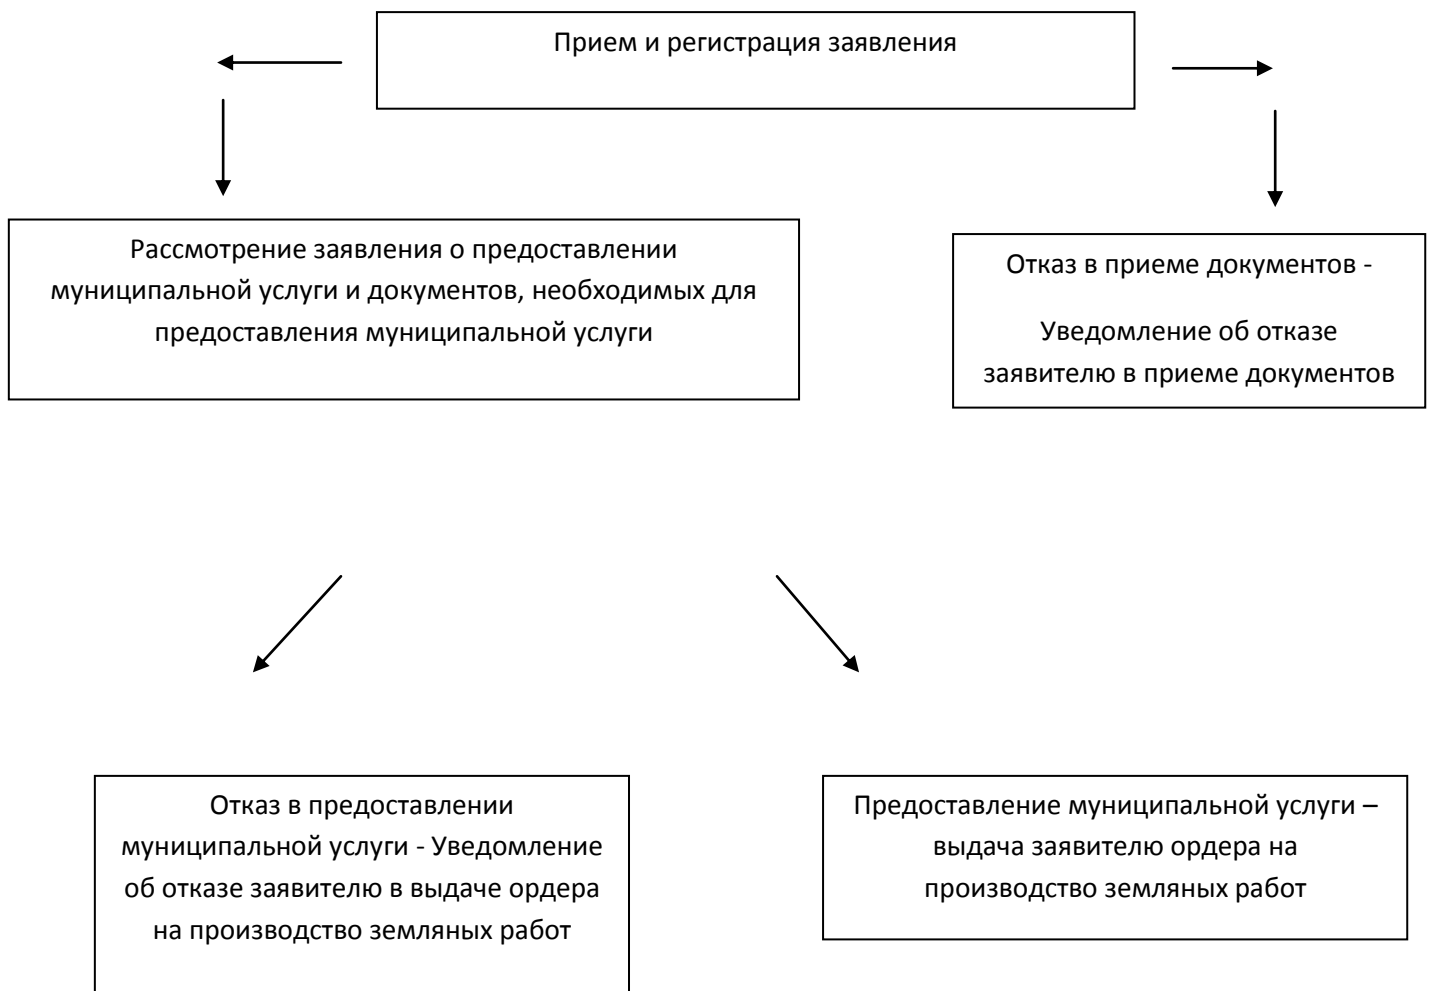 Прием и регистрация заявления
Рассмотрение заявления о предоставлении
муниципальной услуги и документов, необходимых для
предоставления муниципальной услуги
Отказ в приеме документов -
Уведомление об отказе
заявителю в приеме документов
Отказ в предоставлении
муниципальной услуги - Уведомление
об отказе заявителю в выдаче ордера
на производство земляных работ
Предоставление муниципальной услуги –
выдача заявителю ордера на
производство земляных работ